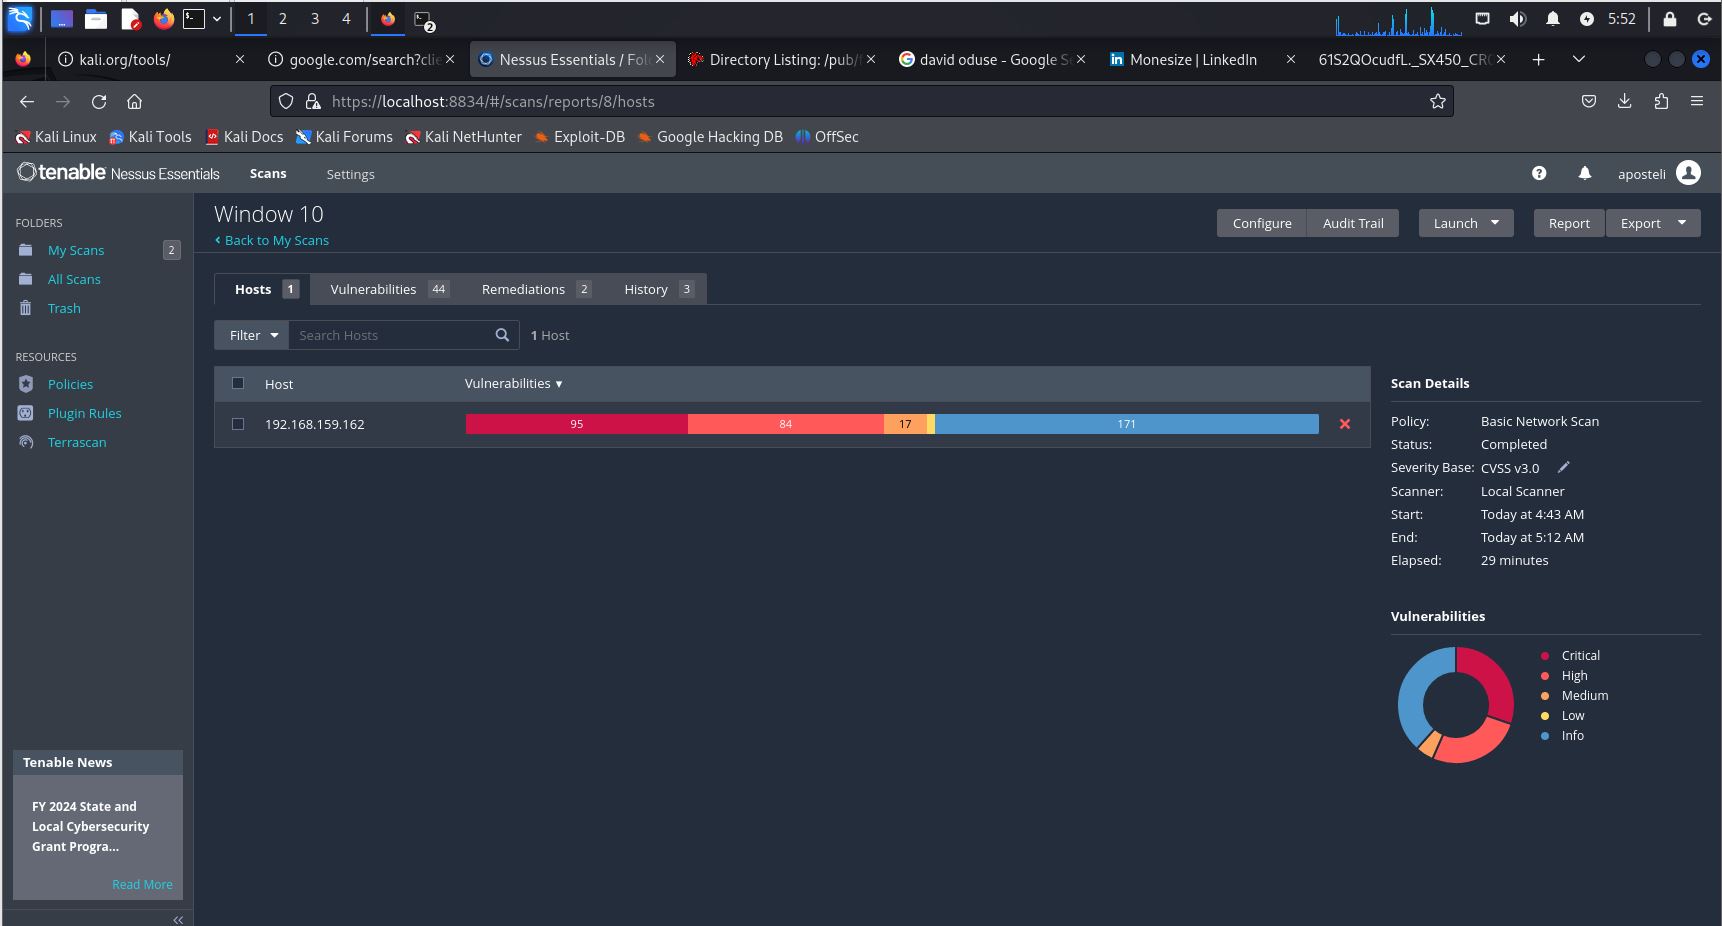 1 2 3 4 2 5:52
kali.org/tools/ google.com/search?clie Nessus Essentials / Fol Directory Listing: /pub/ david oduse - Google Se Monesize | LinkedIn 61S2QOcudfL._SX450_CR
https://localhost:8834/#/scans/reports/8/hosts
Kali Linux Kali Tools Kali Docs Kali Forums Kali NetHunter Exploit-DB Google Hacking DB OffSec
tenable Nessus Essentials Scans Settings ? aposteli
FOLDERS
My Scans 2
All Scans
Trash
RESOURCES
Policies
Plugin Rules
Terrascan
Tenable News
FY 2024 State and
Local Cybersecurity
Grant Progra...
Read More
Window 10
Back to My Scans
Configure Audit Trail Launch Report Export
Hosts 1 Vulnerabilities 44 Remediations 2 History 3
Filter Search Hosts 1 Host
Host Vulnerabilities
192.168.159.162 95 84 17 171
Scan Details
Policy: Basic Network Scan
Status: Completed
Severity Base: CVSS v3.0
Scanner: Local Scanner
Start: Today at 4:43 AM
End: Today at 5:12 AM
Elapsed: 29 minutes
Vulnerabilities
Critical
High
Medium
Low
Info